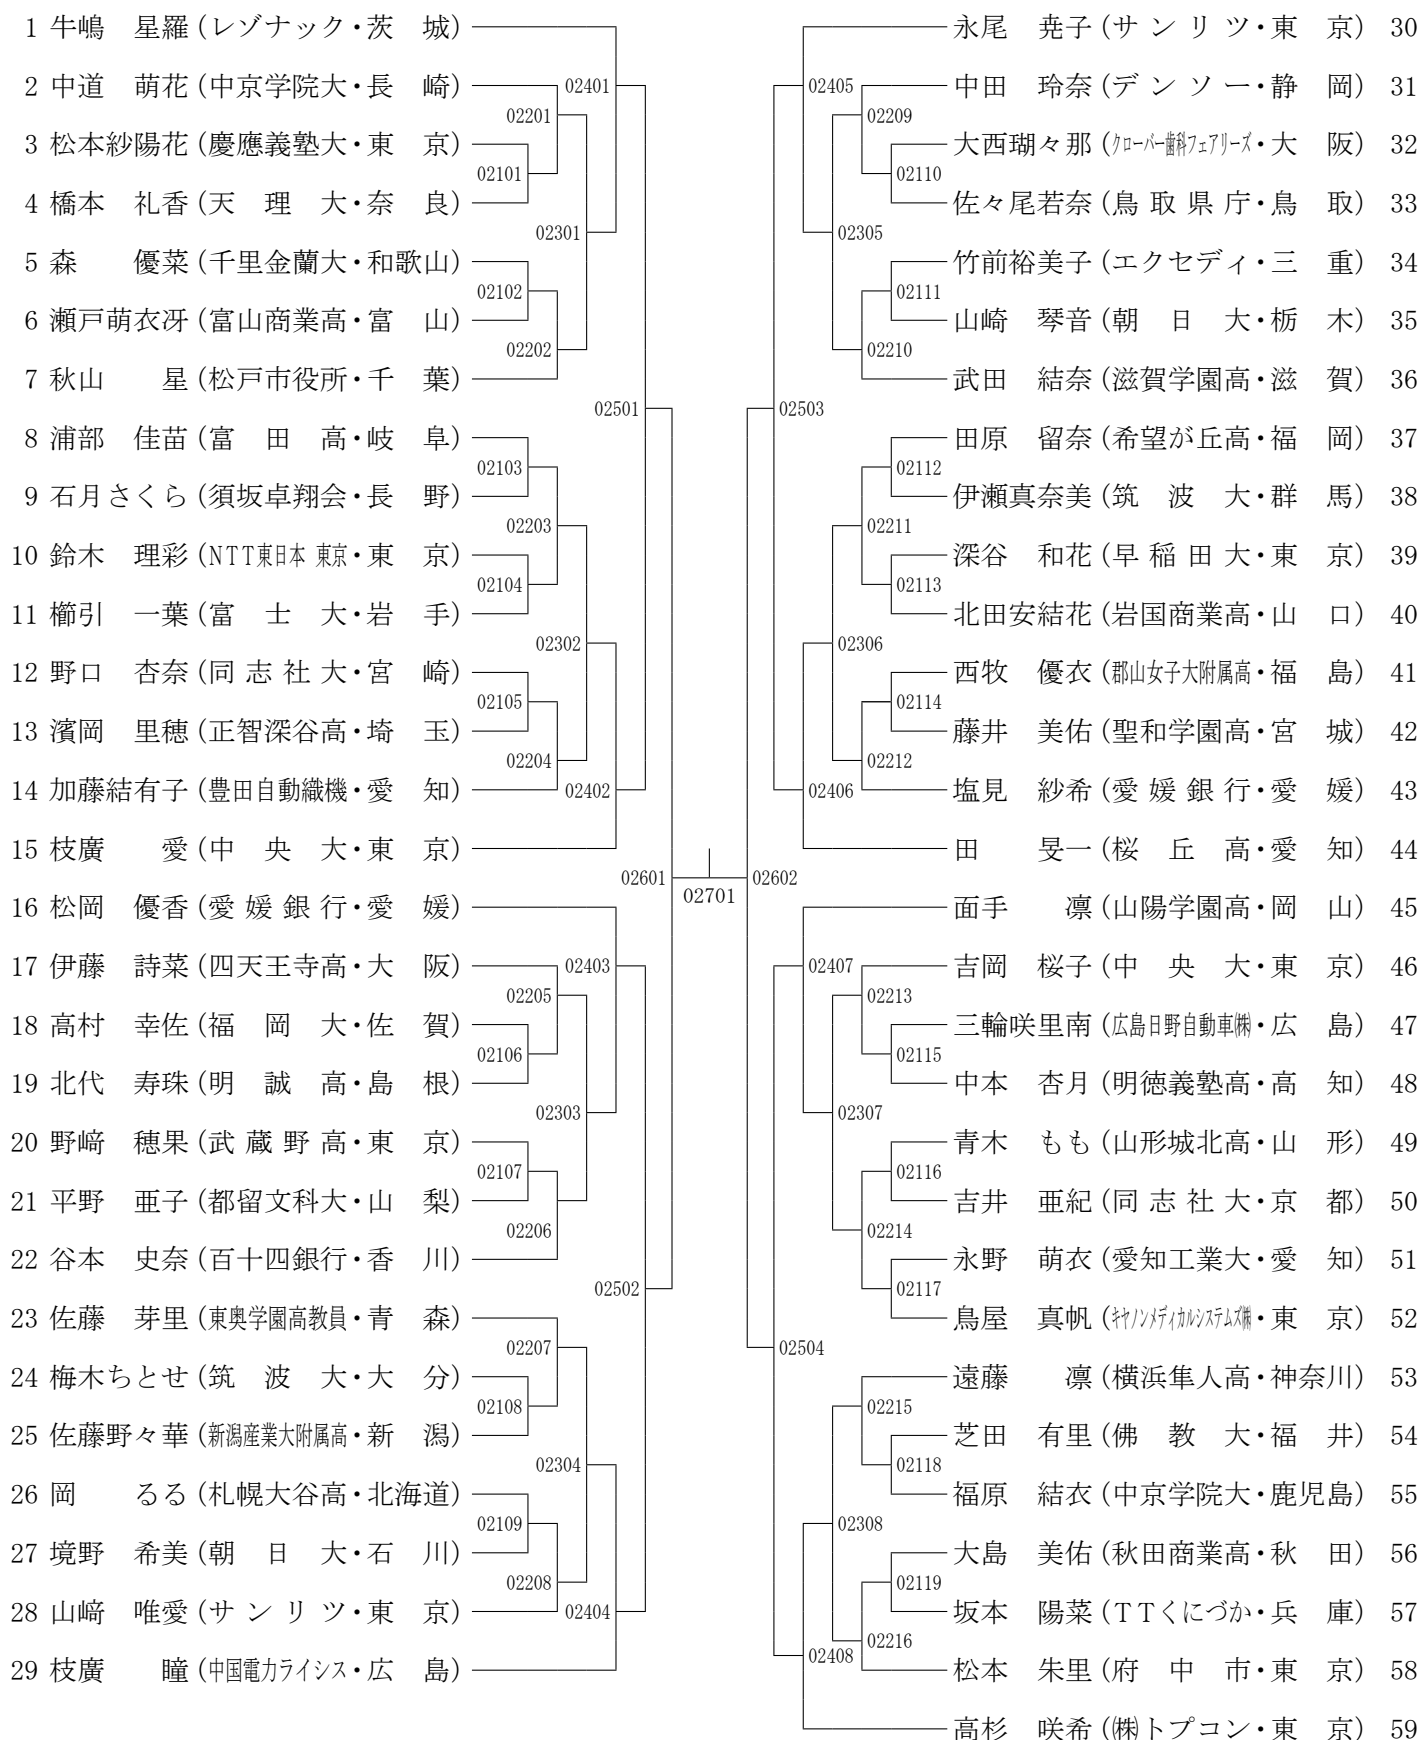 1 牛嶋　星羅 (レゾナック・茨　城)
2 中道　萌花 (中京学院大・長　崎)
3 松本紗陽花 (慶應義塾大・東　京)
4 橋本　礼香 (天　理　大・奈　良)
5 森　　優菜 (千里金蘭大・和歌山)
6 瀬戸萌衣冴 (富山商業高・富　山)
7 秋山　　星 (松戸市役所・千　葉)
8 浦部　佳苗 (富　田　高・岐　阜)
9 石月さくら (須坂卓翔会・長　野)
10 鈴木　理彩 (NTT東日本 東京・東　京)
11 櫛引　一葉 (富　士　大・岩　手)
12 野口　杏奈 (同 志 社 大・宮　崎)
13 濱岡　里穂 (正智深谷高・埼　玉)
14 加藤結有子 (豊田自動織機・愛　知)
15 枝廣　　愛 (中　央　大・東　京)
16 松岡　優香 (愛 媛 銀 行・愛　媛)
17 伊藤　詩菜 (四天王寺高・大　阪)
18 高村　幸佐 (福　岡　大・佐　賀)
19 北代　寿珠 (明　誠　高・島　根)
20 野﨑　穂果 (武 蔵 野 高・東　京)
21 平野　亜子 (都留文科大・山　梨)
22 谷本　史奈 (百十四銀行・香　川)
23 佐藤　芽里 (東奥学園高教員・青　森)
24 梅木ちとせ (筑　波　大・大　分)
25 佐藤野々華 (新潟産業大附属高・新　潟)
26 岡　　るる (札幌大谷高・北海道)
27 境野　希美 (朝　日　大・石　川)
28 山﨑　唯愛 (サ ン リ ツ・東　京)
29 枝廣　　瞳 (中国電力ライシス・広　島)
02101
02102
02103
02104
02105
02106
02107
02108
02109
02201
02202
02203
02204
02205
02206
02207
02208
02301
02302
02303
02304
02401
02402
02403
02404
02501
02502
02601
02701
02602
02503
02504
02405
02406
02407
02408
02305
02306
02307
02308
02209
02210
02211
02212
02213
02214
02215
02216
02110
02111
02112
02113
02114
02115
02116
02117
02118
02119
永尾　尭子 (サ ン リ ツ・東　京) 30
中田　玲奈 (デ ン ソ ー・静　岡) 31
大西瑚々那 (クローバー歯科フェアリーズ・大　阪) 32
佐々尾若奈 (鳥 取 県 庁・鳥　取) 33
竹前裕美子 (エクセディ・三　重) 34
山崎　琴音 (朝　日　大・栃　木) 35
武田　結奈 (滋賀学園高・滋　賀) 36
田原　留奈 (希望が丘高・福　岡) 37
伊瀬真奈美 (筑　波　大・群　馬) 38
深谷　和花 (早 稲 田 大・東　京) 39
北田安結花 (岩国商業高・山　口) 40
西牧　優衣 (郡山女子大附属高・福　島) 41
藤井　美佑 (聖和学園高・宮　城) 42
塩見　紗希 (愛 媛 銀 行・愛　媛) 43
田　　旻一 (桜　丘　高・愛　知) 44
面手　　凛 (山陽学園高・岡　山) 45
吉岡　桜子 (中　央　大・東　京) 46
三輪咲里南 (広島日野自動車㈱・広　島) 47
中本　杏月 (明徳義塾高・高　知) 48
青木　もも (山形城北高・山　形) 49
吉井　亜紀 (同 志 社 大・京　都) 50
永野　萌衣 (愛知工業大・愛　知) 51
鳥屋　真帆 (キヤノンメディカルシステムズ㈱・東　京) 52
遠藤　　凛 (横浜隼人高・神奈川) 53
芝田　有里 (佛　教　大・福　井) 54
福原　結衣 (中京学院大・鹿児島) 55
大島　美佑 (秋田商業高・秋　田) 56
坂本　陽菜 (TTくにづか・兵　庫) 57
松本　朱里 (府　中　市・東　京) 58
高杉　咲希 (㈱トプコン・東　京) 59